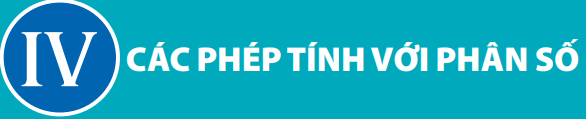 IV CÁC PHÉP TÍNH VỚI PHÂN SỐ